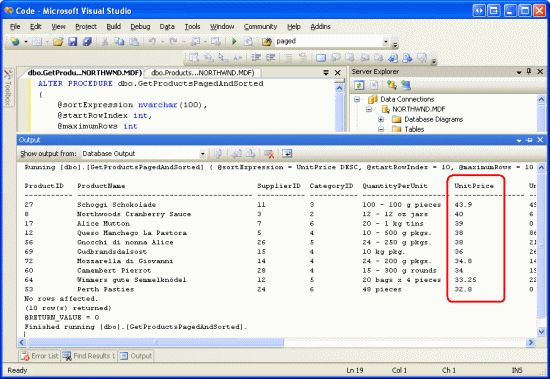 Code - Microsoft Visual Studio
File Edit View Project Build Debug Data Tools Window Community Help Addins
paged
dbo.GetProdu...NORTHWND.MDF) dbo.Products...NORTHWND.MDF)
Server Explorer
Toolbox
ALTER PROCEDURE dbo.GetProductsPagedAndSorted
(
@sortExpression nvarchar(100),
@startRowIndex int,
@maximumRows int
Data Connections
NORTHWND.MDF
Database Diagrams
Tables
Output
Show output from: Database Output
Running [dbo].[GetProductsPagedAndSorted] ( @sortExpression = UnitPrice DESC, @startRowIndex = 10, @maximumRows = 10
ProductID ProductName SupplierID CategoryID QuantityPerUnit UnitPrice Un
27 Schoggi Schokolade 11 3 100 - 100 g pieces 43.9 49
8 Northwoods Cranberry Sauce 3 2 12 - 12 oz jars 40 6
17 Alice Mutton 7 6 20 - 1 kg tins 39 0
12 Queso Manchego La Pastora 5 4 10 - 500 g pkgs. 38 86
56 Gnocchi di nonna Alice 26 5 24 - 250 g pkgs. 38 21
69 Gudbrandsdalsost 15 4 10 kg pkg. 36 26
72 Mozzarella di Giovanni 14 4 24 - 200 g pkgs. 34.8 14
60 Camembert Pierrot 28 4 15 - 300 g rounds 34 19
64 Wimmers gute Semmelknödel 12 5 20 bags x 4 pieces 33.25 22
53 Perth Pasties 24 6 48 pieces 32.8 0
No rows affected.
(10 row(s) returned)
@RETURN_VALUE = 0
Finished running [dbo].[GetProductsPagedAndSorted].
Error List Find Results 1 Output
Ready Ln 19 Col 1 Ch 1 INS